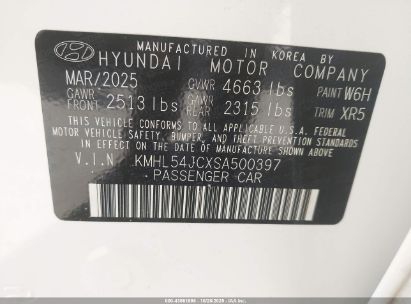 MANUFACTURED IN KOREA BY
HYUNDAI MOTOR COMPANY
MAR/2025 GVWR 4663 lbs PAINT W6H
GAWR FRONT 2513 lbs GAWR REAR 2315 lbs TRIM XR5
THIS VEHICLE CONFORMS TO ALL APPLICABLE U.S.A. FEDERAL
MOTOR VEHICLE SAFETY, BUMPER, AND THEFT PREVENTION STANDARDS
IN EFFECT ON THE DATE OF MANUFACTURE SHOWN ABOVE.
V.I.N. KMHL54JCXSA500397
PASSENGER CAR